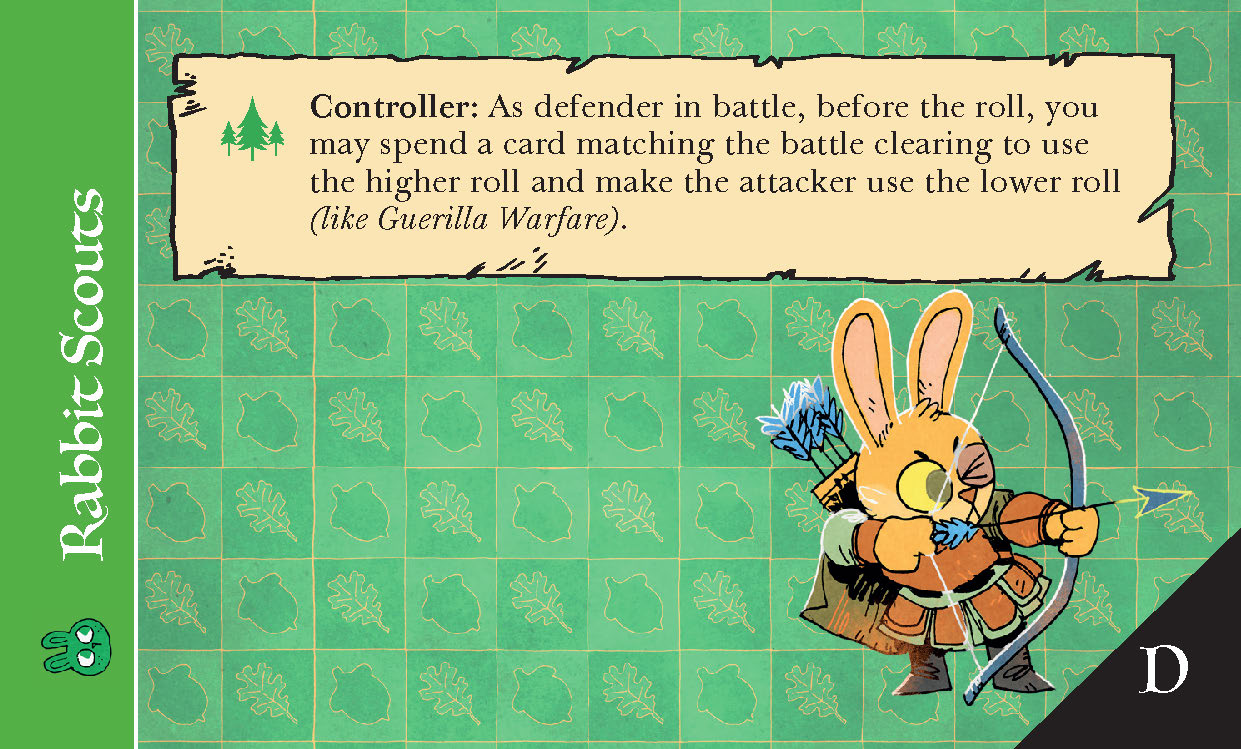 Rabbit Scouts
Controller: As defender in battle, before the roll, you
may spend a card matching the battle clearing to use
the higher roll and make the attacker use the lower roll
(like Guerilla Warfare).
D